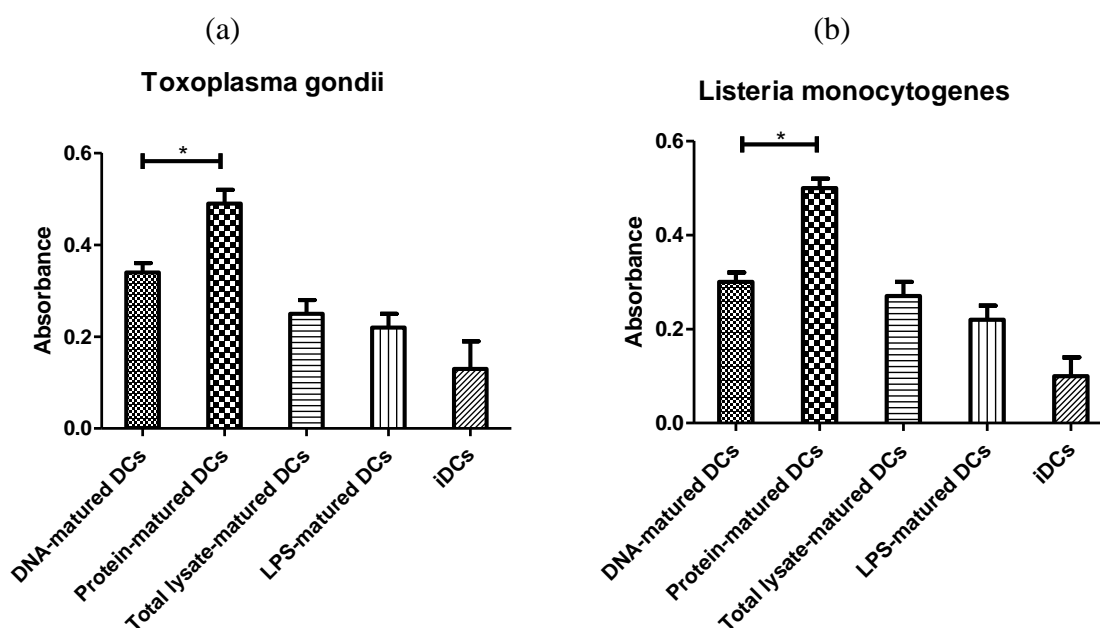 (a)
Toxoplasma gondii
Absorbance
0.6
0.4
0.2
0.0
*
DNA-matured DCs
Protein-matured DCs
Total lysate-matured DCs
LPS-matured DCs
iDCs
(b)
Listeria monocytogenes
Absorbance
0.6
0.4
0.2
0.0
*
DNA-matured DCs
Protein-matured DCs
Total lysate-matured DCs
LPS-matured DCs
iDCs